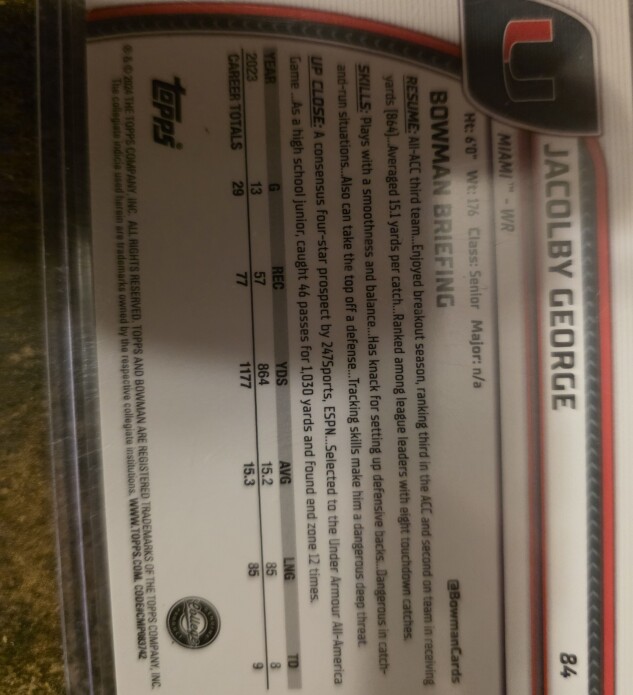 JACOLBY GEORGE 84
MIAMI™ - WR
Ht: 6'0" Wt: 176 Class: Senior Major: n/a @BowmanCards
BOWMAN BRIEFING
RESUME: All-ACC third team...Enjoyed breakout season, ranking third in the ACC and second on team in receiving
yards (864)...Averaged 15.1 yards per catch...Ranked among league leaders with eight touchdown catches.
SKILLS: Plays with a smoothness and balance...Has knack for setting up defensive backs...Dangerous in catch-
and-run situations...Also can take the top off a defense...Tracking skills make him a dangerous deep threat.
UP CLOSE: A consensus four-star prospect by 247Sports, ESPN...Selected to the Under Armour All-America
Game...As a high school junior, caught 46 passes for 1,030 yards and found end zone 12 times.
YEAR G REC YDS AVG LNG TD
2023 13 57 864 15.2 85 8
CAREER TOTALS 29 77 1177 15.3 85 9
topps
® & © 2024 THE TOPPS COMPANY, INC. ALL RIGHTS RESERVED. TOPPS AND BOWMAN ARE REGISTERED TRADEMARKS OF THE TOPPS COMPANY, INC.
The collegiate indicia used herein are trademarks owned by the respective collegiate institutions. WWW.TOPPS.COM. CODE#CMP083742